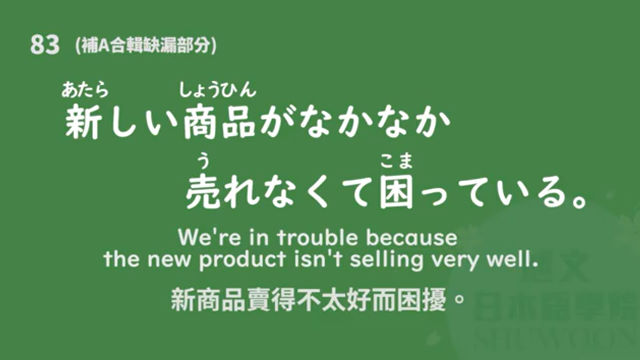 83 (補A合輯缺漏部分)
あたら しょうひん
新しい商品がなかなか
う こま
売れなくて困っている。
We're in trouble because
the new product isn't selling very well.
新商品賣得不太好而困擾。
日本語學院
SHUWOON